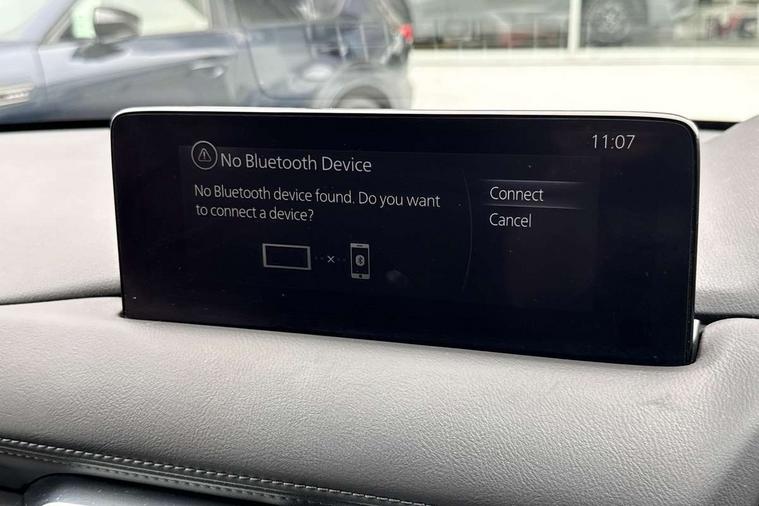 11:07
No Bluetooth Device
No Bluetooth device found. Do you want
to connect a device?
Connect
Cancel